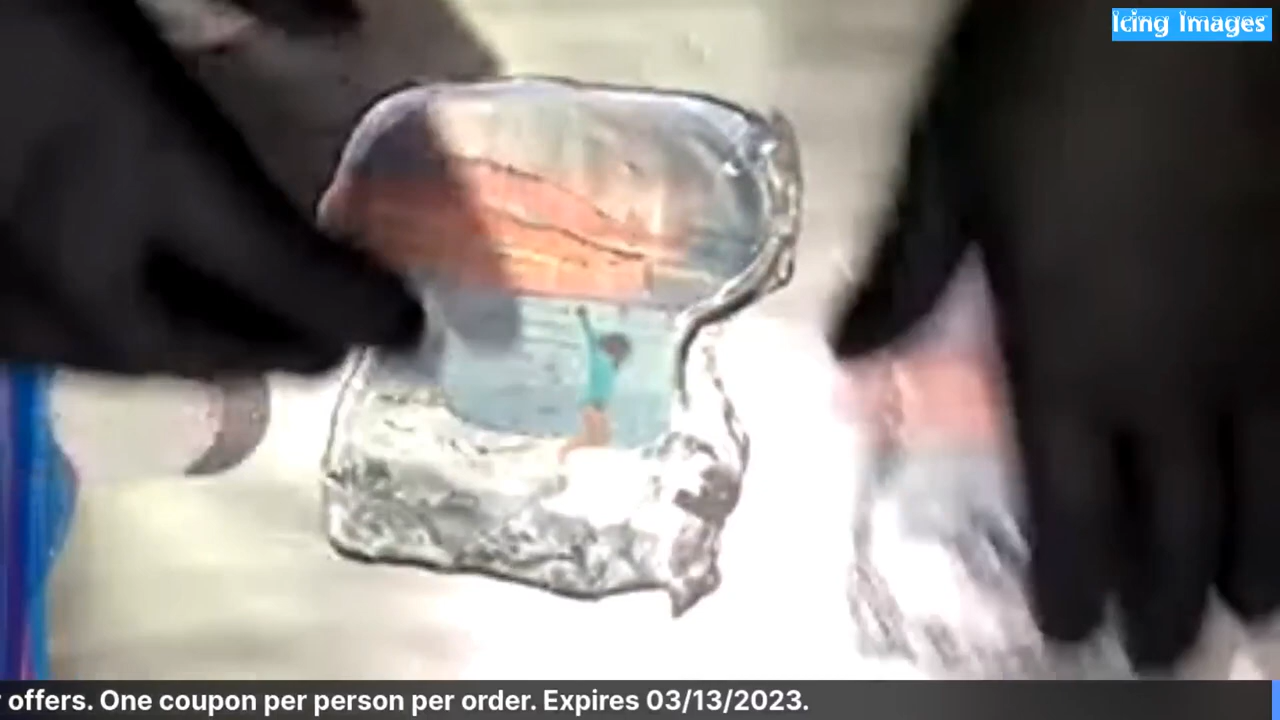 Icing Images
offers. One coupon per person per order. Expires 03/13/2023.